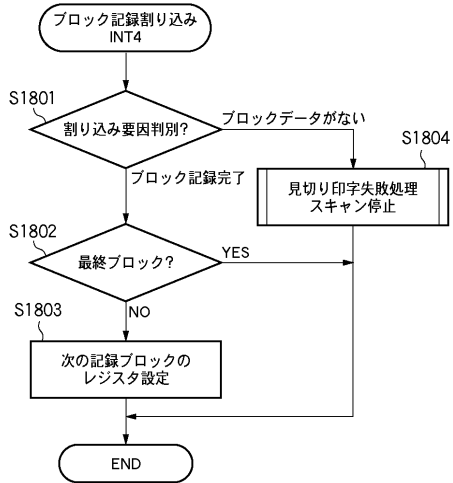 ブロック記録割り込み
INT4
S1801
割り込み要因判別?
ブロックデータがない
S1804
見切り印字失敗処理
スキャン停止
ブロック記録完了
S1802
最終ブロック?
YES
NO
S1803
次の記録ブロックの
レジスタ設定
END